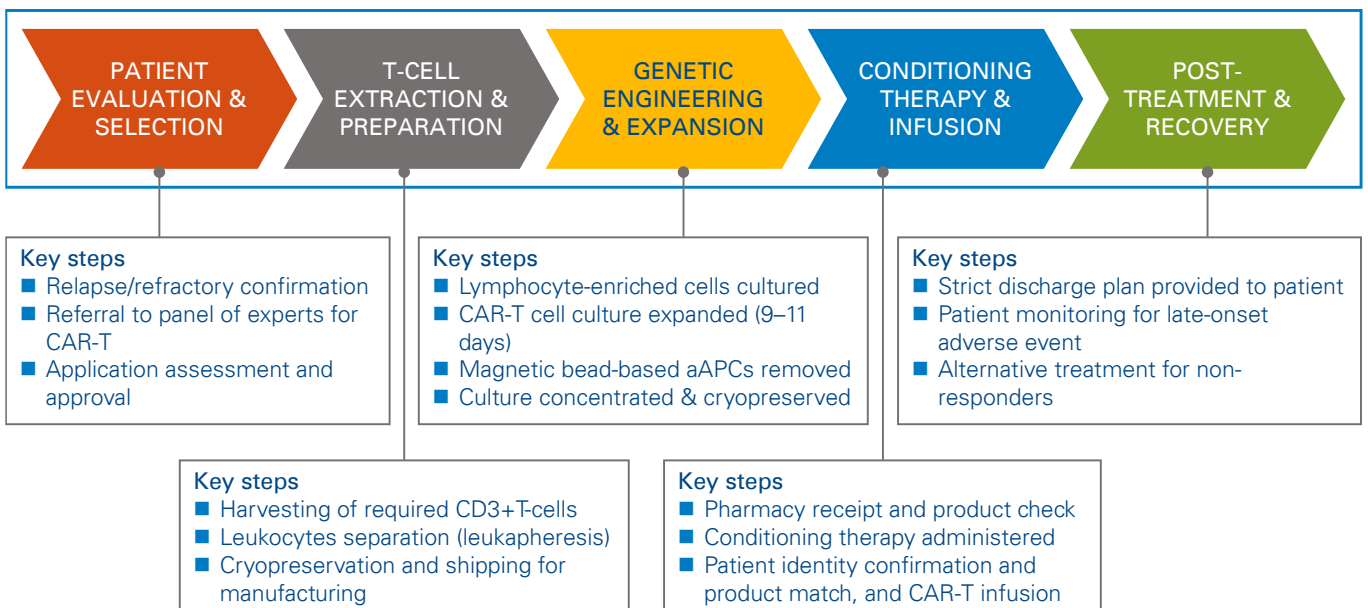 PATIENT
EVALUATION &
SELECTION
T-CELL
EXTRACTION &
PREPARATION
GENETIC
ENGINEERING
& EXPANSION
CONDITIONING
THERAPY &
INFUSION
POST-
TREATMENT &
RECOVERY
Key steps
■ Relapse/refractory confirmation
■ Referral to panel of experts for
CAR-T
■ Application assessment and
approval
Key steps
■ Lymphocyte-enriched cells cultured
■ CAR-T cell culture expanded (9–11
days)
■ Magnetic bead-based aAPCs removed
■ Culture concentrated & cryopreserved
Key steps
■ Strict discharge plan provided to patient
■ Patient monitoring for late-onset
adverse event
■ Alternative treatment for non-
responders
Key steps
■ Harvesting of required CD3+T-cells
■ Leukocytes separation (leukapheresis)
■ Cryopreservation and shipping for
manufacturing
Key steps
■ Pharmacy receipt and product check
■ Conditioning therapy administered
■ Patient identity confirmation and
product match, and CAR-T infusion